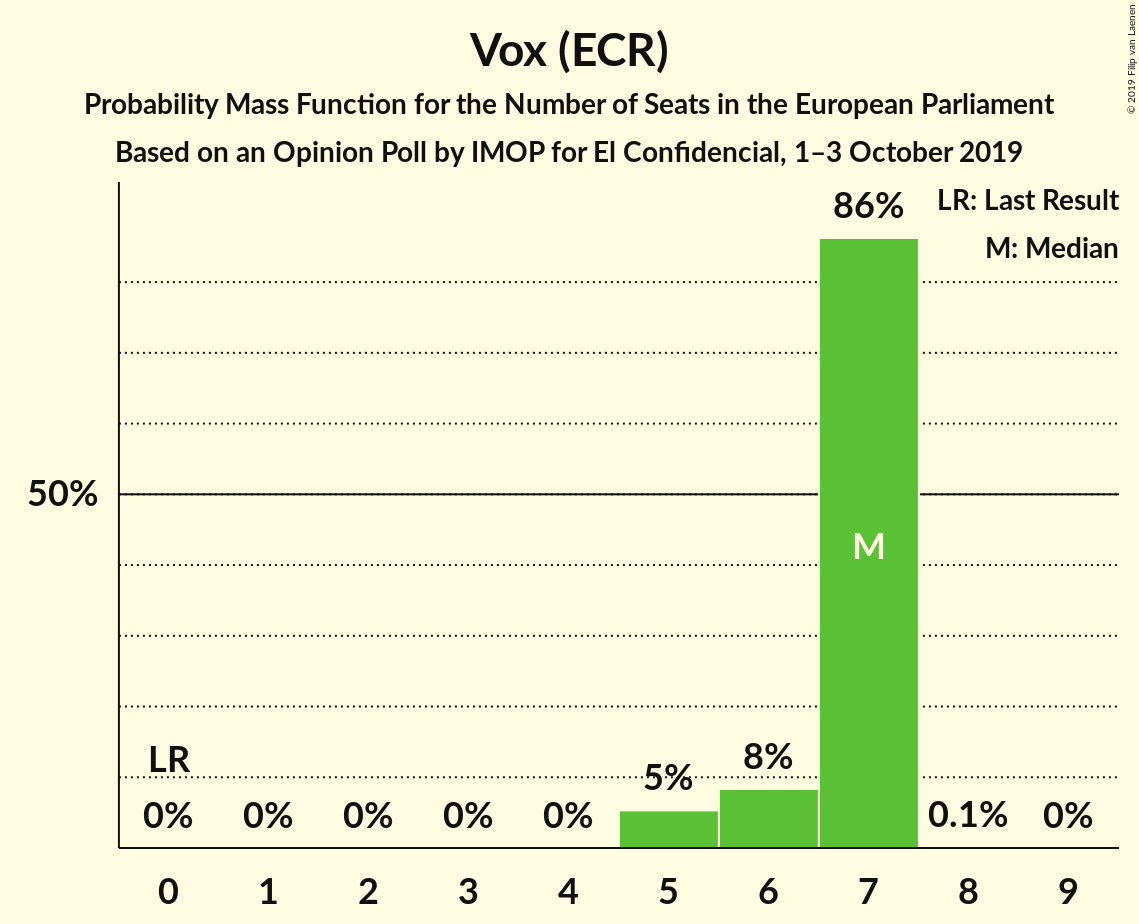 Vox (ECR)
Probability Mass Function for the Number of Seats in the European Parliament
Based on an Opinion Poll by IMOP for El Confidencial, 1–3 October 2019
© 2019 Filip van Laenen
LR: Last Result
M: Median
86%
50%
M
LR
0%
0%
0%
0%
0%
5%
8%
0.1%
0%
0
1
2
3
4
5
6
7
8
9